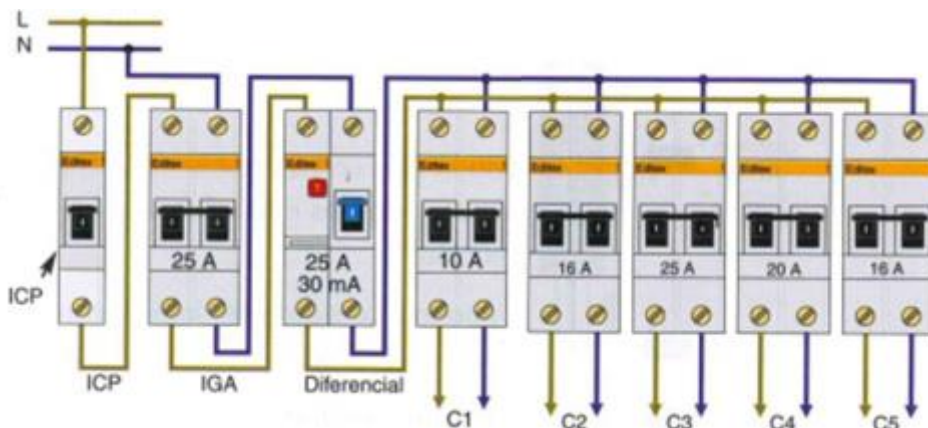 L
N
ICP
25 A
25 A
30 mA
10 A
16 A
25 A
20 A
16 A
ICP
IGA
Diferencial
C1
C2
C3
C4
C5